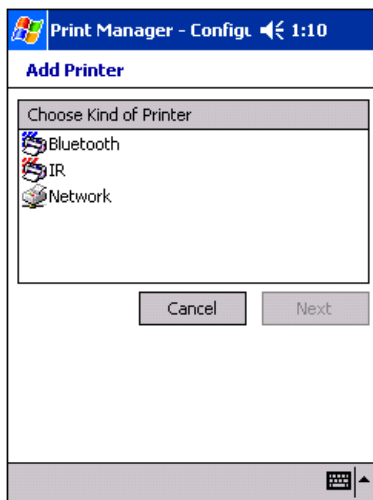 Print Manager - Configu 1:10
Add Printer
Choose Kind of Printer
Bluetooth
IR
Network
Cancel Next